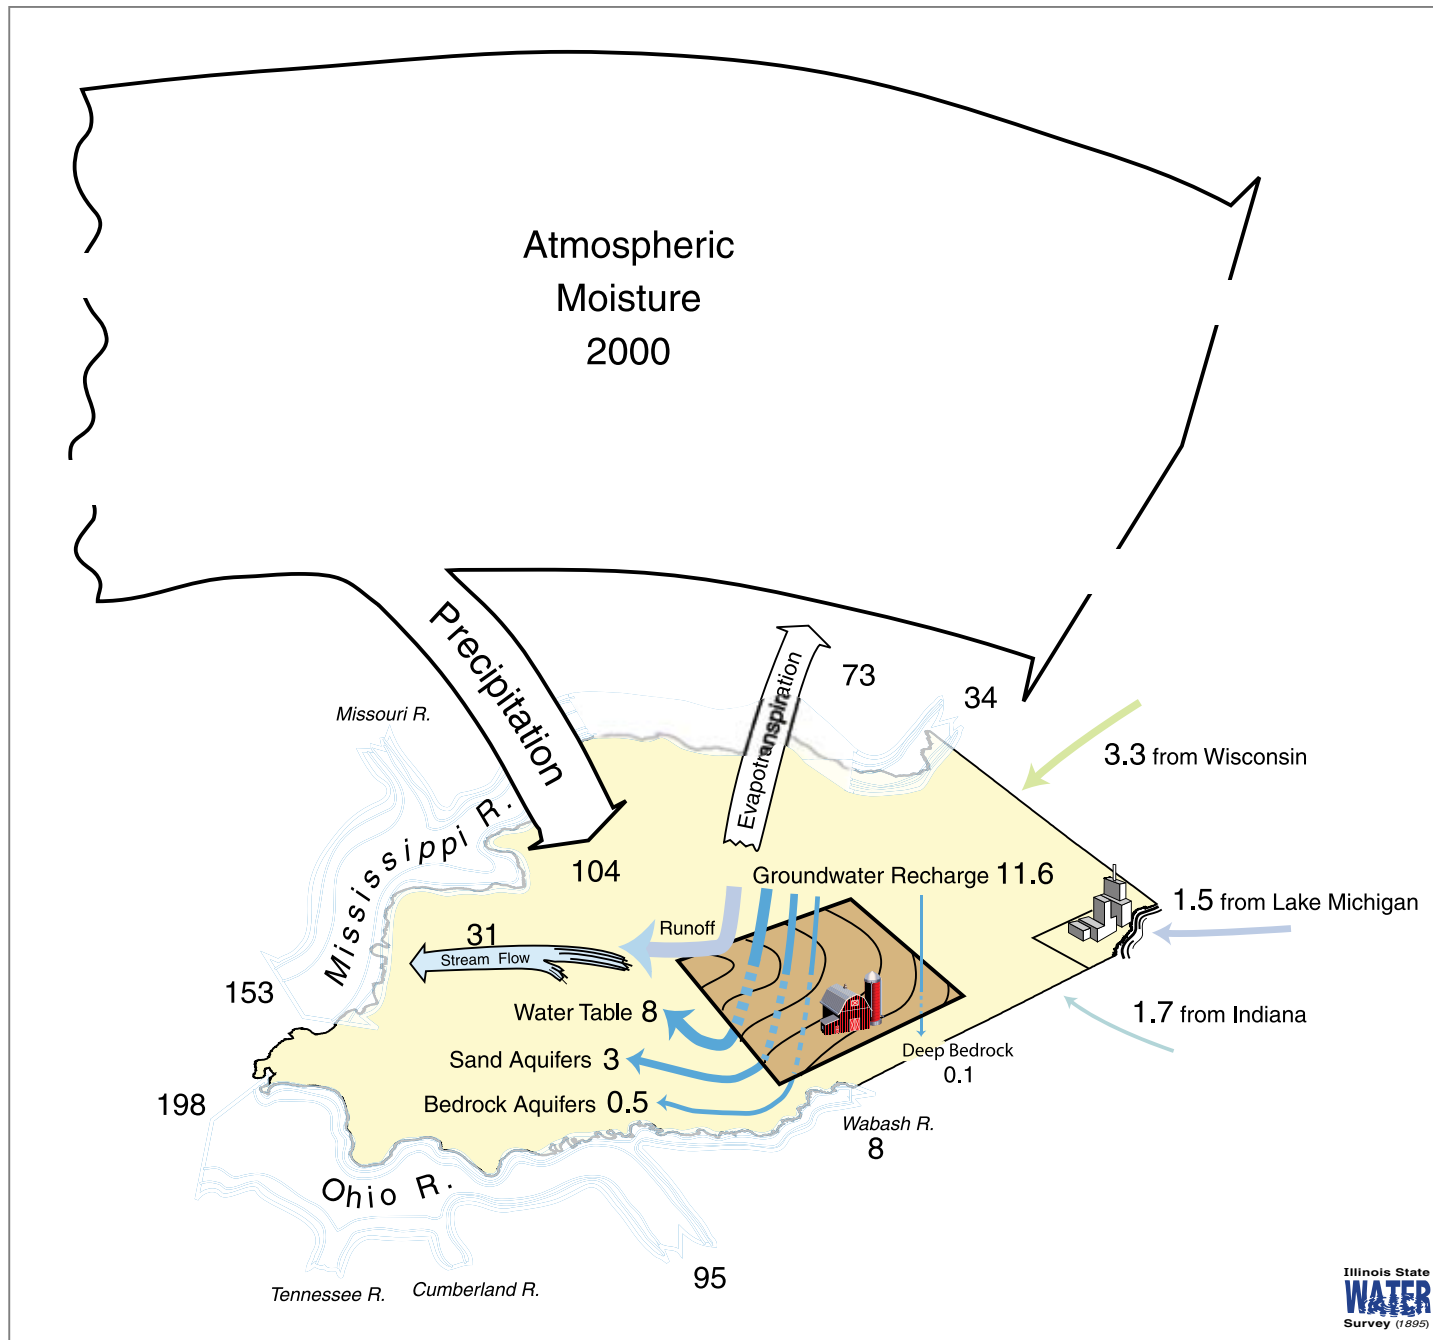 Atmospheric
Moisture
2000
Precipitation
Evapotranspiration
73
34
Missouri R.
3.3 from Wisconsin
Mississippi R.
104
Groundwater Recharge 11.6
1.5 from Lake Michigan
31
Runoff
Stream Flow
153
Water Table 8
1.7 from Indiana
Sand Aquifers 3
Deep Bedrock
0.1
198
Bedrock Aquifers 0.5
Wabash R.
8
Ohio R.
95
Tennessee R.
Cumberland R.
Illinois State
WATER
Survey (1895)